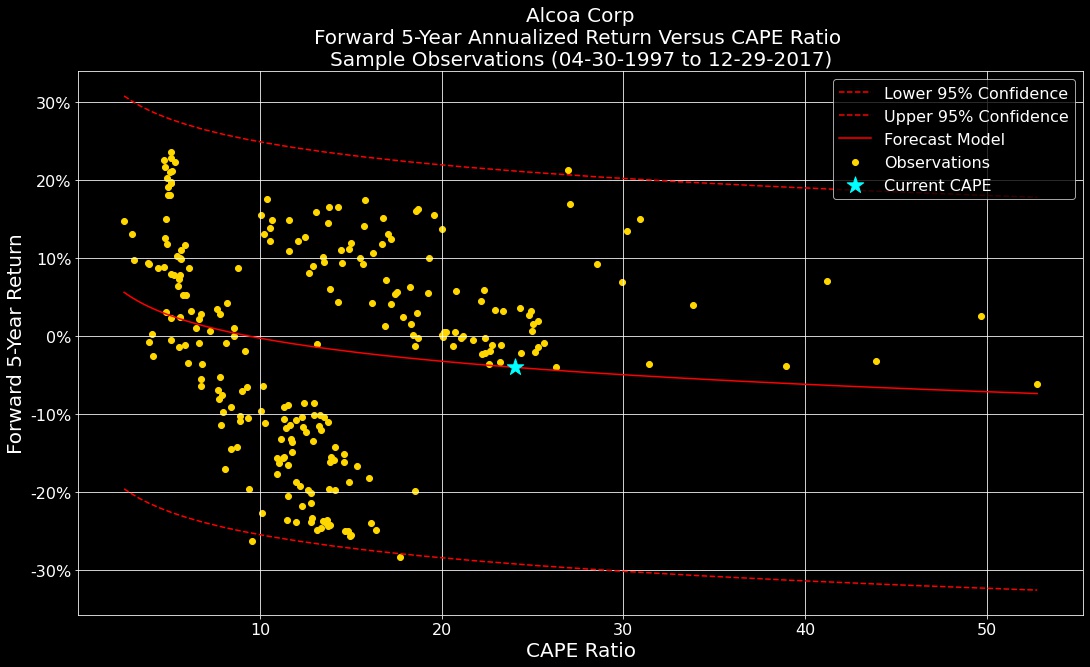 Alcoa Corp
Forward 5-Year Annualized Return Versus CAPE Ratio
Sample Observations (04-30-1997 to 12-29-2017)
Lower 95% Confidence
Upper 95% Confidence
Forecast Model
Observations
Current CAPE
Forward 5-Year Return
30%
20%
10%
0%
-10%
-20%
-30%
10
20
30
40
50
CAPE Ratio